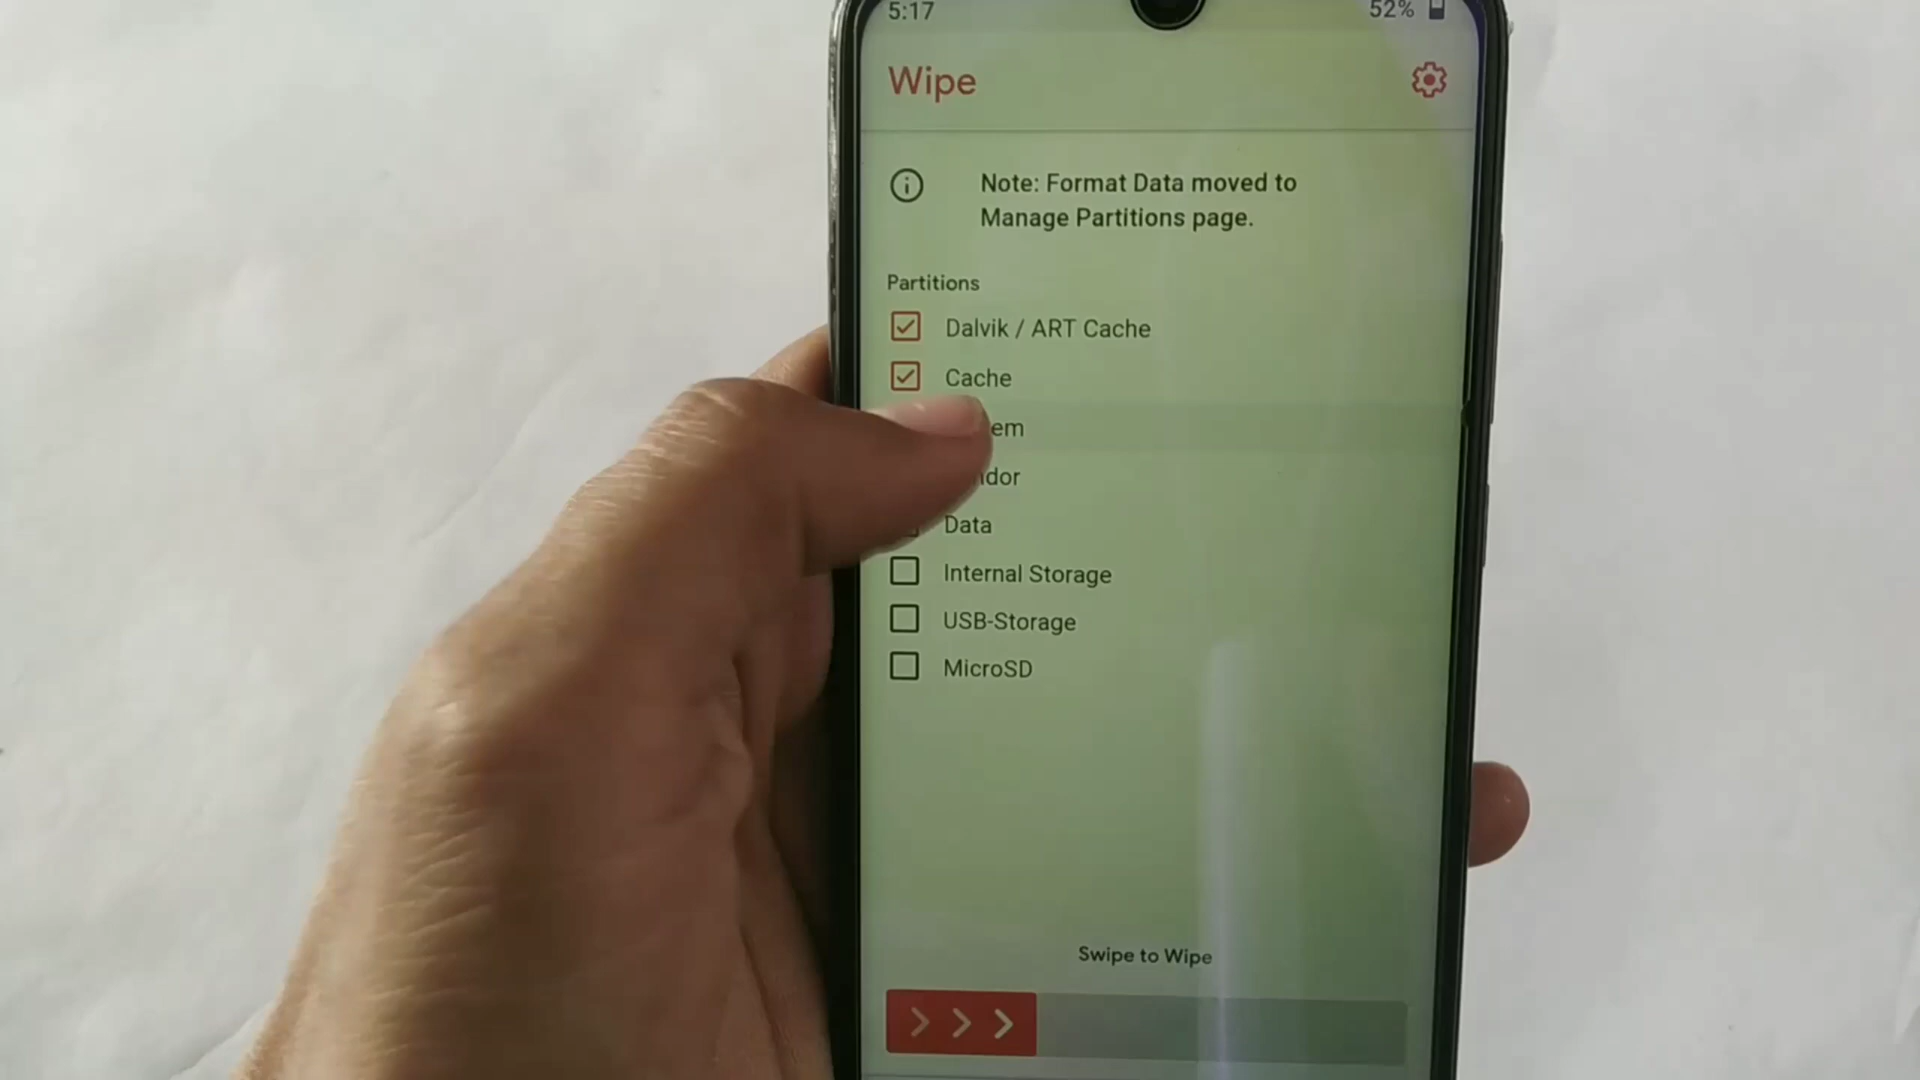 5:17
52%
Wipe
Note: Format Data moved to
Manage Partitions page.
Partitions
Dalvik / ART Cache
Cache
em
dor
Data
Internal Storage
USB-Storage
MicroSD
Swipe to Wipe